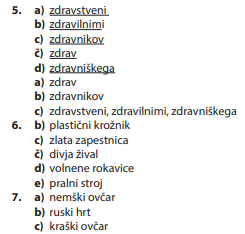 5. a) zdravstveni
b) zdravilnimi
c) zdravnikov
č) zdrav
d) zdravniškega
a) zdrav
b) zdravnikov
c) zdravstveni, zdravilnimi, zdravniškega
6. b) plastični krožnik
c) zlata zapestnica
č) divja žival
d) volnene rokavice
e) pralni stroj
7. a) nemški ovčar
b) ruski hrt
c) kraški ovčar